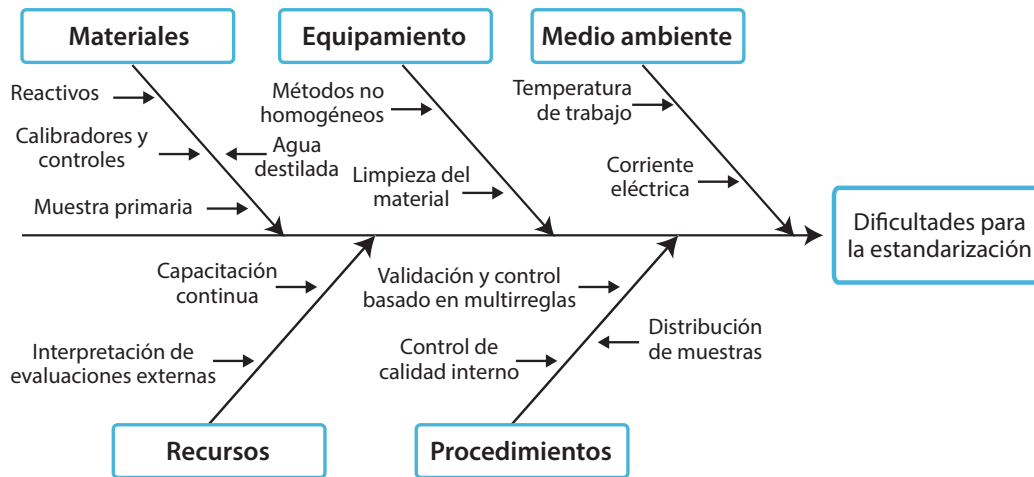 Materiales
Equipamiento
Medio ambiente
Reactivos
Calibradores y
controles
Agua
destilada
Muestra primaria
Métodos no
homogéneos
Limpieza del
material
Temperatura
de trabajo
Corriente
eléctrica
Dificultades para
la estandarización
Capacitación
continua
Interpretación de
evaluaciones externas
Validación y control
basado en multirreglas
Control de
calidad interno
Distribución
de muestras
Recursos
Procedimientos